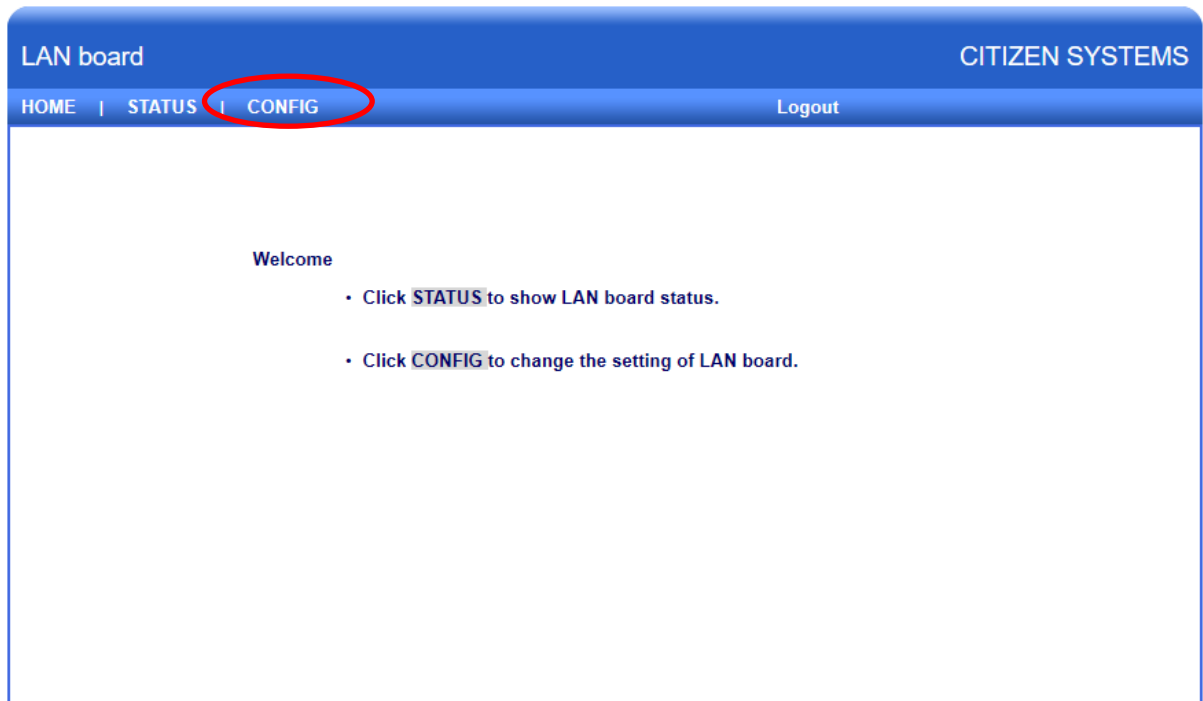 LAN board CITIZEN SYSTEMS
HOME | STATUS | CONFIG Logout
Welcome
• Click STATUS to show LAN board status.
• Click CONFIG to change the setting of LAN board.